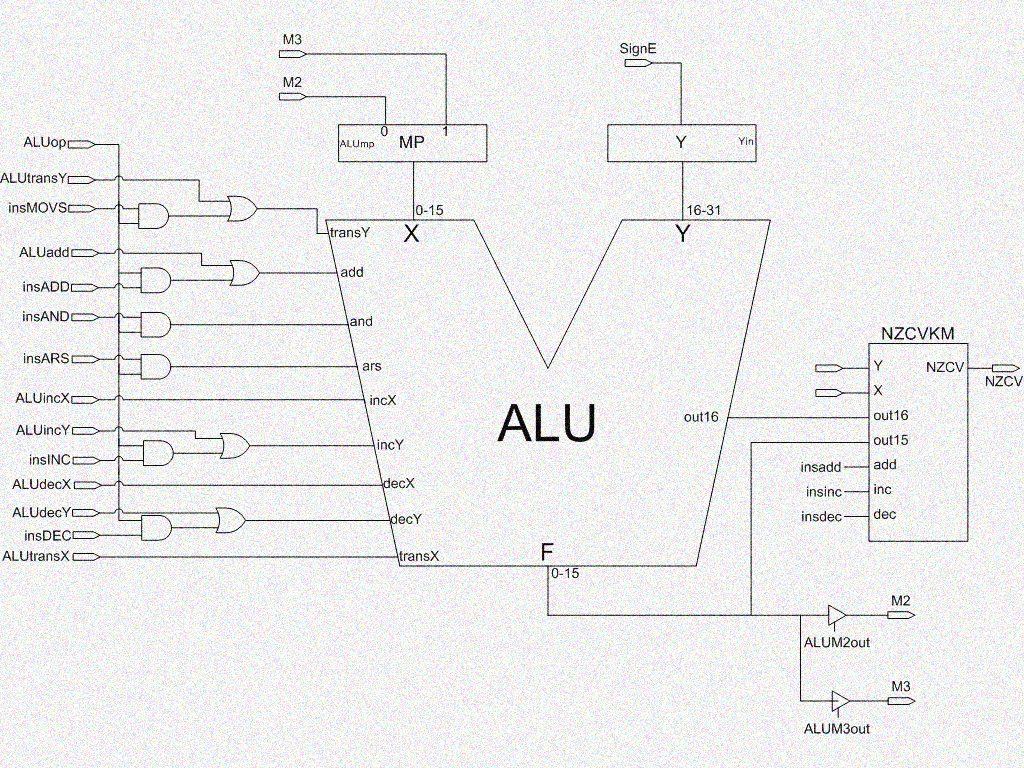 M3
SignE
M2
0 1
ALUmp MP
Y Yin
ALUop
ALUtransY
insMOVS
0-15
16-31
transY
X
Y
ALUadd
add
insADD
insAND
and
NZCVKM
insARS
ars
Y
NZCV
NZCV
X
ALUincX
incX
ALU
out16
out16
ALUincY
incY
out15
insINC
insadd
add
ALUdecX
decX
insinc
inc
ALUdecY
decY
insdec
dec
insDEC
ALUtransX
transX
F
0-15
M2
ALUM2out
M3
ALUM3out